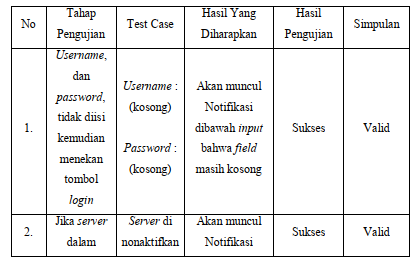 No
Tahap
Pengujian
Test Case
Hasil Yang
Diharapkan
Hasil
Pengujian
Simpulan
1.
Username,
dan
password,
tidak diisi
kemudian
menekan
tombol
login
Username :
(kosong)
Password :
(kosong)
Akan muncul
Notifikasi
dibawah input
bahwa field
masih kosong
Sukses
Valid
2.
Jika server
dalam
Server di
nonaktifkan
Akan muncul
Notifikasi
Sukses
Valid